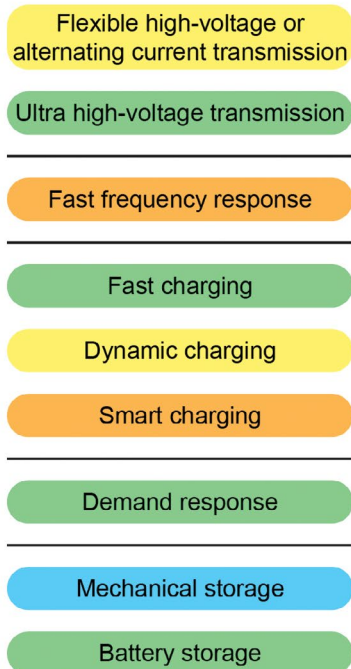 Flexible high-voltage or
alternating current transmission
Ultra high-voltage transmission
Fast frequency response
Fast charging
Dynamic charging
Smart charging
Demand response
Mechanical storage
Battery storage